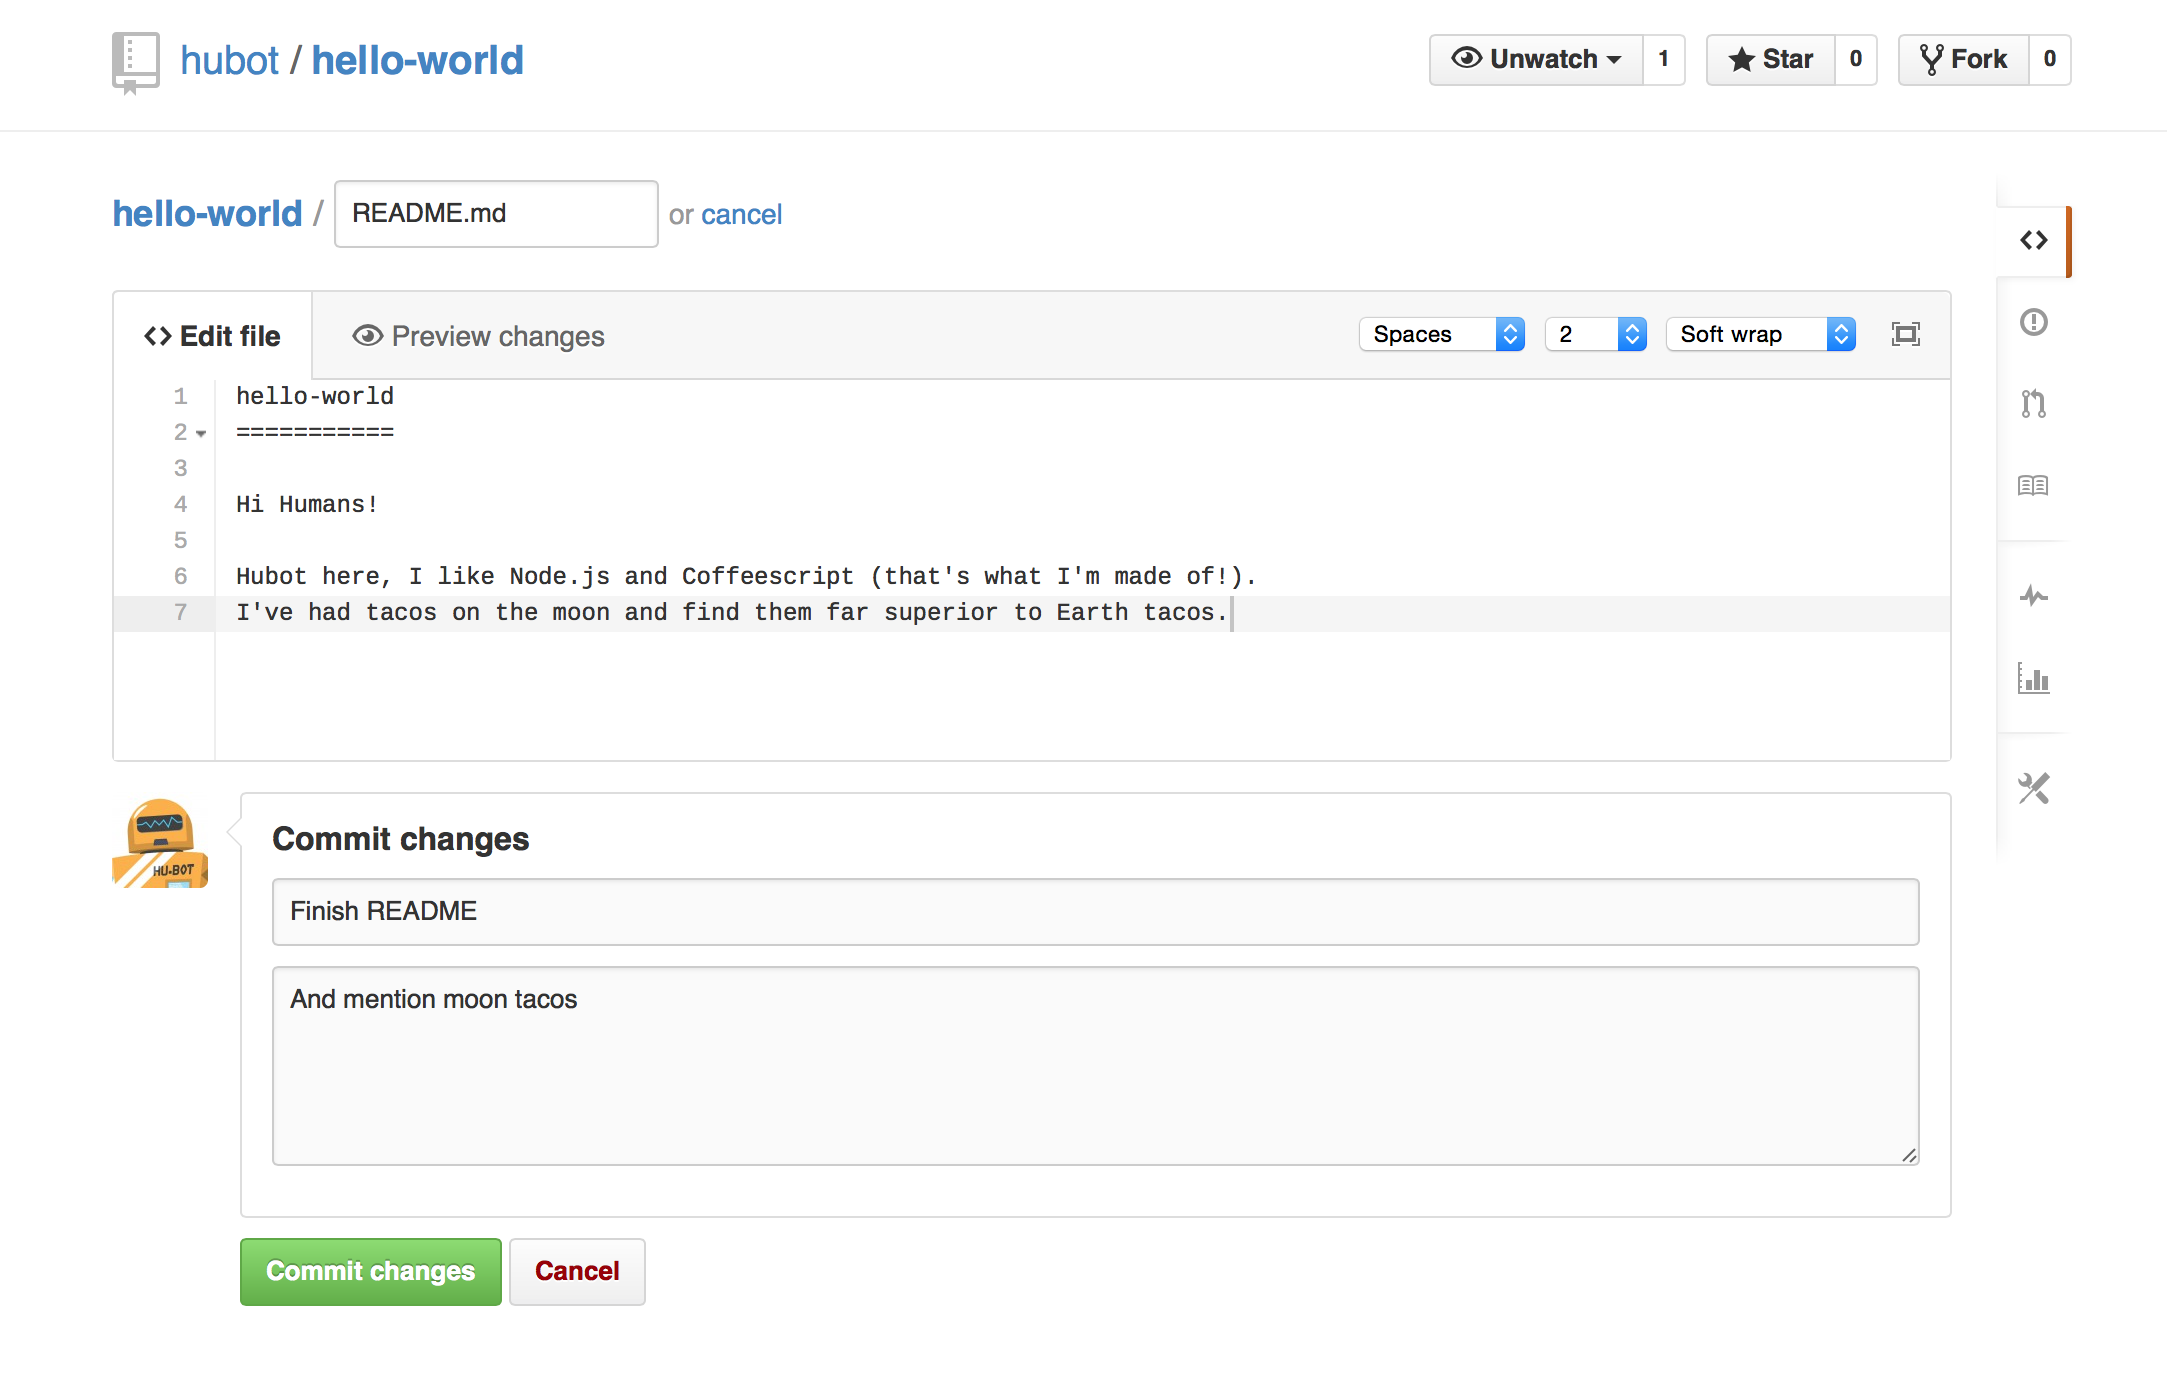 hubot / hello-world
Unwatch 1 Star 0 Fork 0
hello-world / README.md or cancel
<> Edit file Preview changes Spaces 2 Soft wrap
1 hello-world
2 ===========
3
4 Hi Humans!
5
6 Hubot here, I like Node.js and Coffeescript (that's what I'm made of!).
7 I've had tacos on the moon and find them far superior to Earth tacos.
HU-BOT
Commit changes
Finish README
And mention moon tacos
Commit changes Cancel